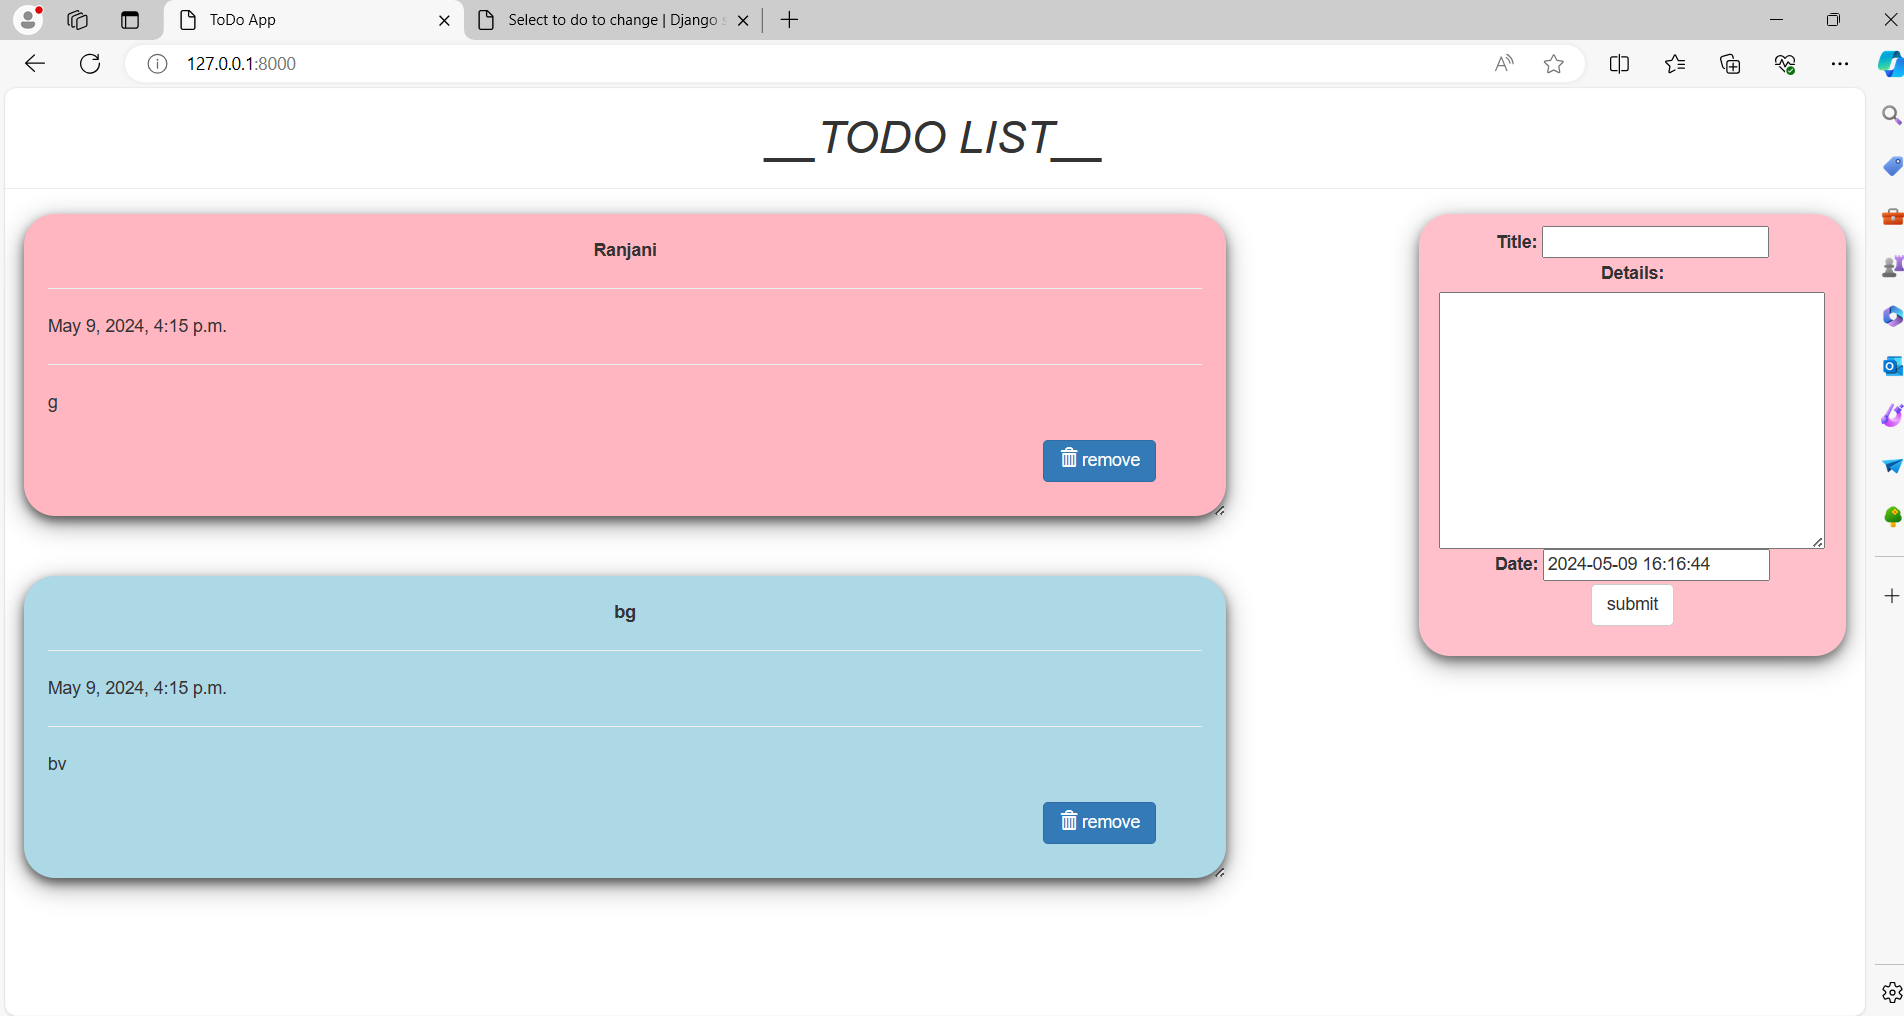 ToDo App
Select to do to change | Django s
127.0.0.1:8000
__TODO LIST__
Ranjani
May 9, 2024, 4:15 p.m.
g
remove
bg
May 9, 2024, 4:15 p.m.
bv
remove
Title:
Details:
Date: 2024-05-09 16:16:44
submit